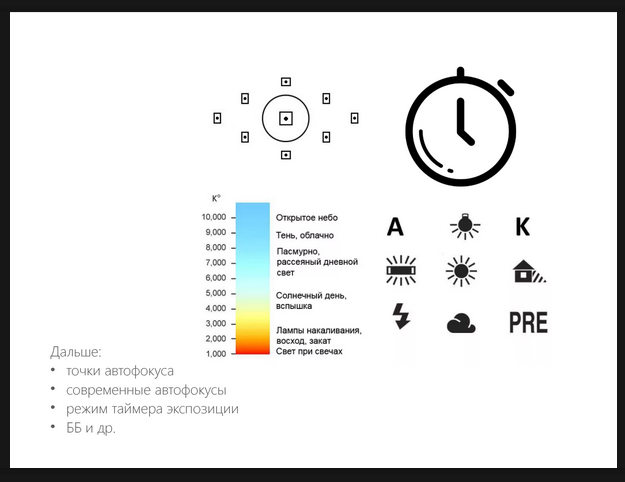 K°
10,000 Открытое небо
9,000 Тень, облачно
8,000 Пасмурно,
7,000 рассеяный дневной
свет
6,000
5,000 Солнечный день,
4,000 вспышка
3,000
2,000 Лампы накаливания,
восход, закат
1,000 Свет при свечах
A
K
PRE
Дальше:
• точки автофокуса
• современные автофокусы
• режим таймера экспозиции
• ББ и др.